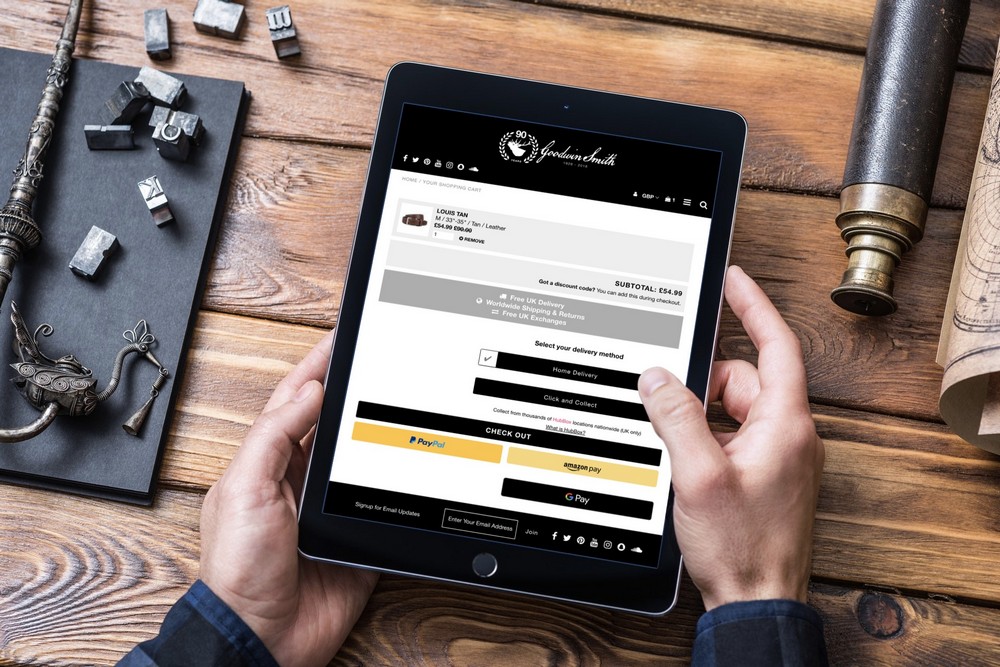 90
YEARS
Goodwin Smith
1928 - 2018
HOME / YOUR SHOPPING CART
GBP
1
LOUIS TAN
M / 33"-35" / Tan / Leather
£54.99 £90.00
1
REMOVE
SUBTOTAL: £54.99
Got a discount code? You can add this during checkout.
Free UK Delivery
Worldwide Shipping & Returns
Free UK Exchanges
Select your delivery method
Home Delivery
Click and Collect
Collect from thousands of HubBox locations nationwide (UK only)
What is HubBox?
CHECK OUT
PayPal
amazon pay
G Pay
Signup for Email Updates
Enter Your Email Address
Join